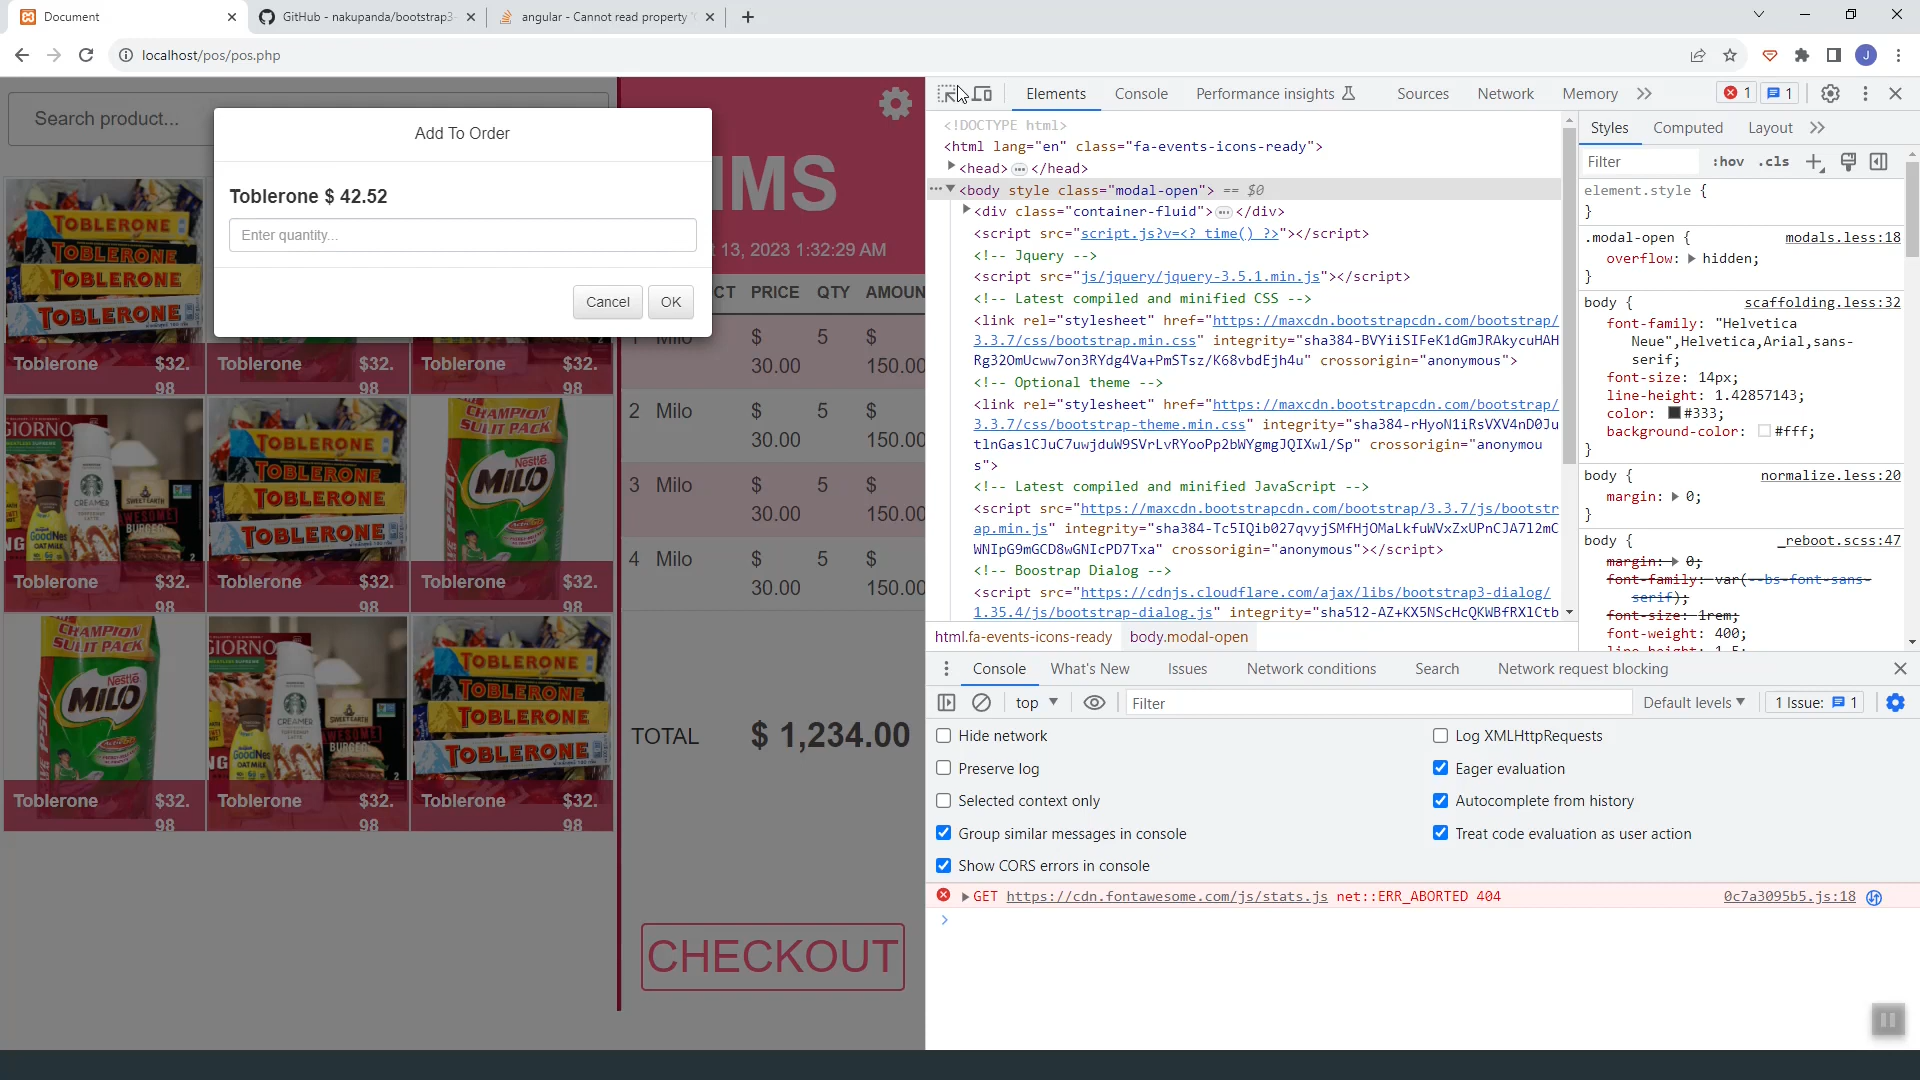 Document
GitHub - nakupanda/bootstrap3-
angular - Cannot read property
localhost/pos/pos.php
J
Search product...
Add To Order
Toblerone $ 42.52
Enter quantity...
Cancel
OK
IMS
13, 2023 1:32:29 AM
CT PRICE QTY AMOUN
$ 30.00 5 $ 150.00
2 Milo $ 30.00 5 $ 150.00
3 Milo $ 30.00 5 $ 150.00
4 Milo $ 30.00 5 $ 150.00
Toblerone $32.98
Toblerone $32.98
Toblerone $32.98
Toblerone $32.98
Toblerone $32.98
Toblerone $32.98
Toblerone $32.98
Toblerone $32.98
Toblerone $32.98
TOTAL $ 1,234.00
CHECKOUT
Elements
Console
Performance insights
Sources
Network
Memory
1
1
<!DOCTYPE html>
<html lang="en" class="fa-events-icons-ready">
<head> </head>
<body style class="modal-open"> == $0
<div class="container-fluid"> </div>
<script src="script.js?v=<? time() ?>"></script>
<!-- Jquery -->
<script src="js/jquery/jquery-3.5.1.min.js"></script>
<!-- Latest compiled and minified CSS -->
<link rel="stylesheet" href="https://maxcdn.bootstrapcdn.com/bootstrap/
3.3.7/css/bootstrap.min.css" integrity="sha384-BVYiiSIFeK1dGmJRAkycuHAH
Rg32OmUcww7on3RYdg4Va+PmSTsz/K68vbdEjh4u" crossorigin="anonymous">
<!-- Optional theme -->
<link rel="stylesheet" href="https://maxcdn.bootstrapcdn.com/bootstrap/
3.3.7/css/bootstrap-theme.min.css" integrity="sha384-rHyoN1iRsVXV4nD0Ju
tlnGaslCJuC7uwjduW9SVrLvRYooPp2bWYgmgJQIXwl/Sp" crossorigin="anonymou
s">
<!-- Latest compiled and minified JavaScript -->
<script src="https://maxcdn.bootstrapcdn.com/bootstrap/3.3.7/js/bootstr
ap.min.js" integrity="sha384-Tc5IQib027qvyjSMfHjOMaLkfuWVxZxUPnCJA7l2mC
WNIpG9mGCD8wGNIcPD7Txa" crossorigin="anonymous"></script>
<!-- Boostrap Dialog -->
<script src="https://cdnjs.cloudflare.com/ajax/libs/bootstrap3-dialog/
1.35.4/js/bootstrap-dialog.js" integrity="sha512-AZ+KX5NScHcQKWBfRXlCtb
html.fa-events-icons-ready
body.modal-open
Styles
Computed
Layout
Filter
:hov .cls
element.style {
}
.modal-open { modals.less:18
overflow: hidden;
}
body { scaffolding.less:32
font-family: "Helvetica
Neue",Helvetica,Arial,sans-
serif;
font-size: 14px;
line-height: 1.42857143;
color: #333;
background-color: #fff;
}
body { normalize.less:20
margin: 0;
}
body { _reboot.scss:47
margin: 0;
font-family: var(--bs-font-sans-
serif);
font-size: 1rem;
font-weight: 400;
line-height: 1.5;
Console
What's New
Issues
Network conditions
Search
Network request blocking
top
Filter
Default levels
1 Issue: 1
Hide network
Log XMLHttpRequests
Preserve log
Eager evaluation
Selected context only
Autocomplete from history
Group similar messages in console
Treat code evaluation as user action
Show CORS errors in console
GET https://cdn.fontawesome.com/js/stats.js net::ERR_ABORTED 404
0c7a3095b5.js:18